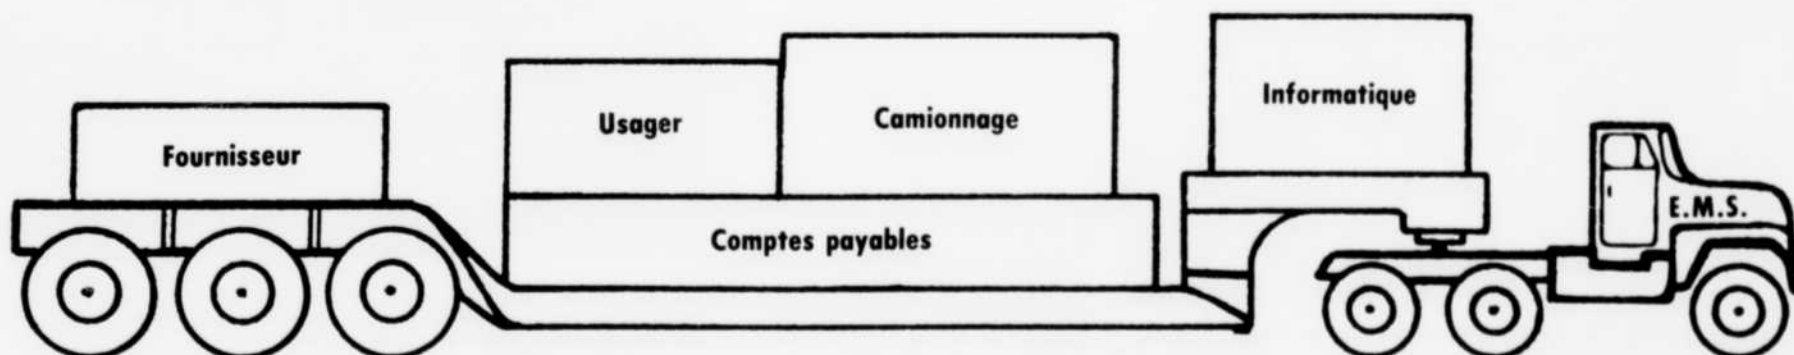 Fournisseur
Usager
Camionnage
Informatique
Comptes payables
E.M.S.